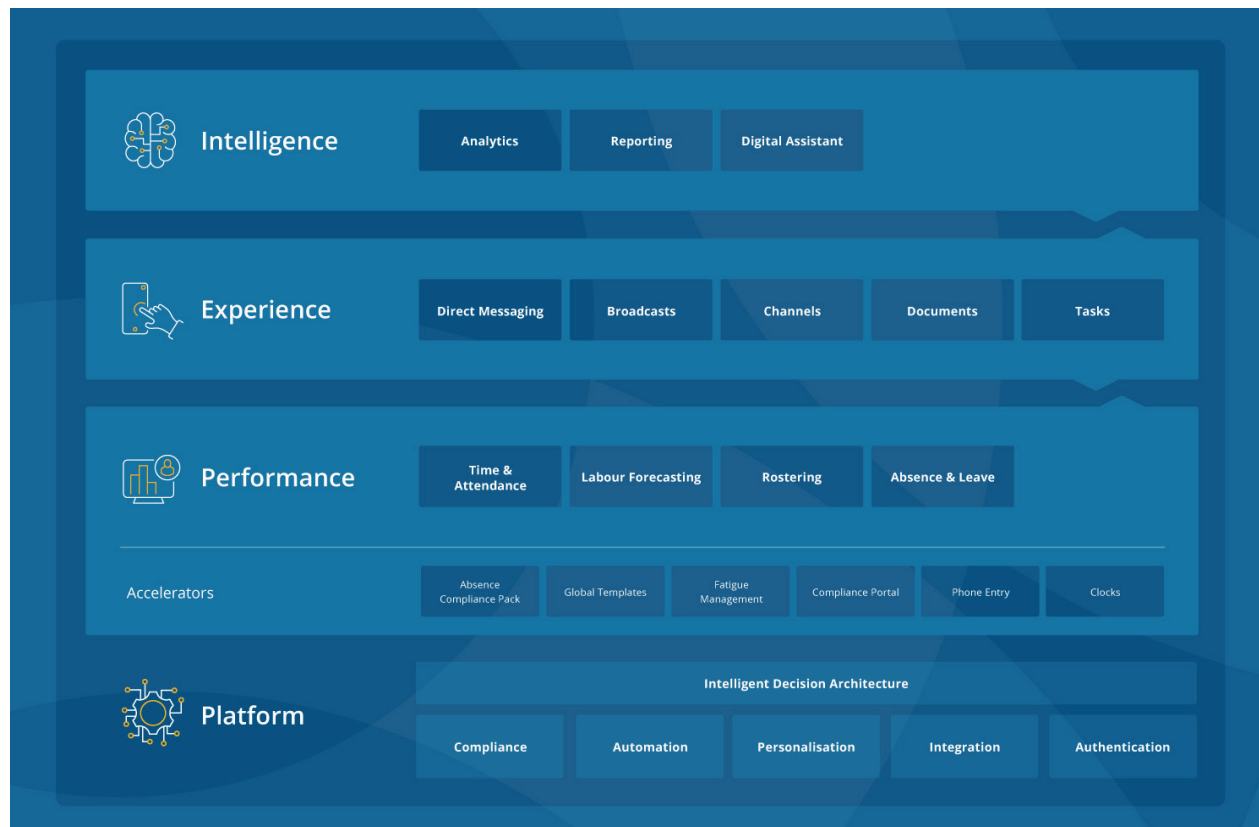 Intelligence
Analytics
Reporting
Digital Assistant
Experience
Direct Messaging
Broadcasts
Channels
Documents
Tasks
Performance
Time &
Attendance
Labour Forecasting
Rostering
Absence & Leave
Accelerators
Absence
Compliance Pack
Global Templates
Fatigue
Management
Compliance Portal
Phone Entry
Clocks
Platform
Intelligent Decision Architecture
Compliance
Automation
Personalisation
Integration
Authentication